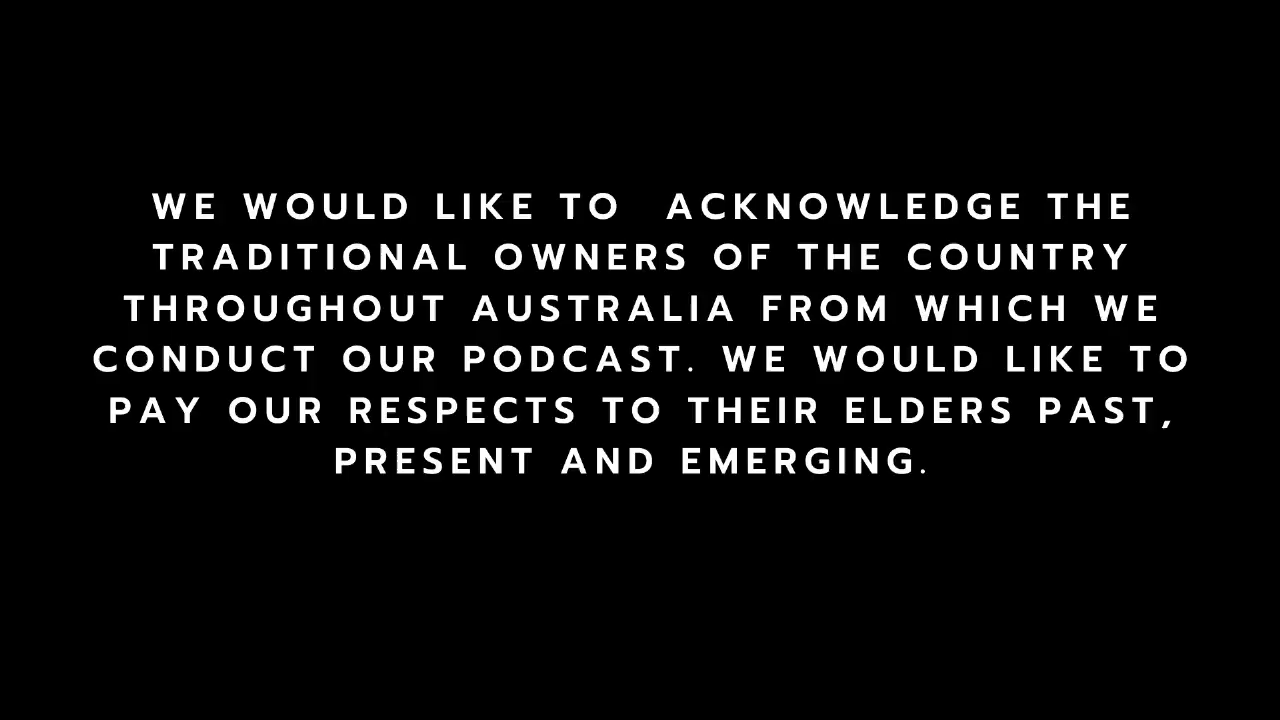 WE WOULD LIKE TO  ACKNOWLEDGE THE
TRADITIONAL OWNERS OF THE COUNTRY
THROUGHOUT AUSTRALIA FROM WHICH WE
CONDUCT OUR PODCAST. WE WOULD LIKE TO
PAY OUR RESPECTS TO THEIR ELDERS PAST,
PRESENT AND EMERGING.